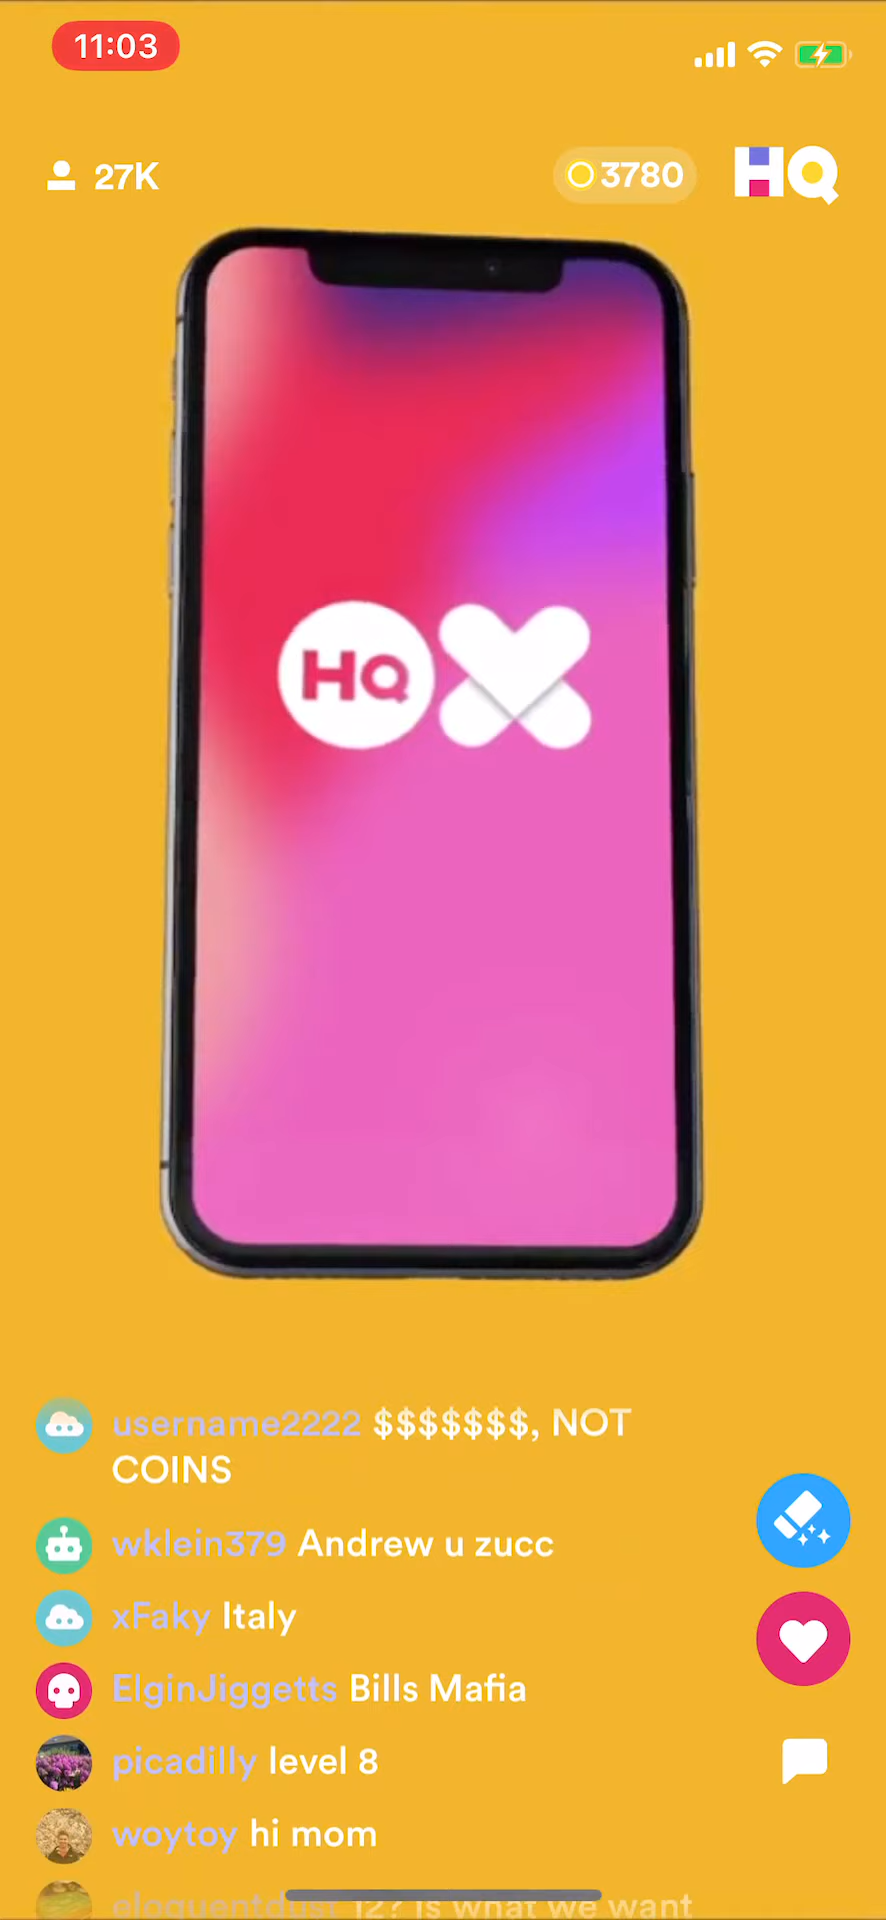 11:03
27K
3780
HQ
HQ
username2222 $$$$$$$, NOT
COINS
wklein379 Andrew u zucc
xFaky Italy
ElginJiggetts Bills Mafia
picadilly level 8
woytoy hi mom
is what we want